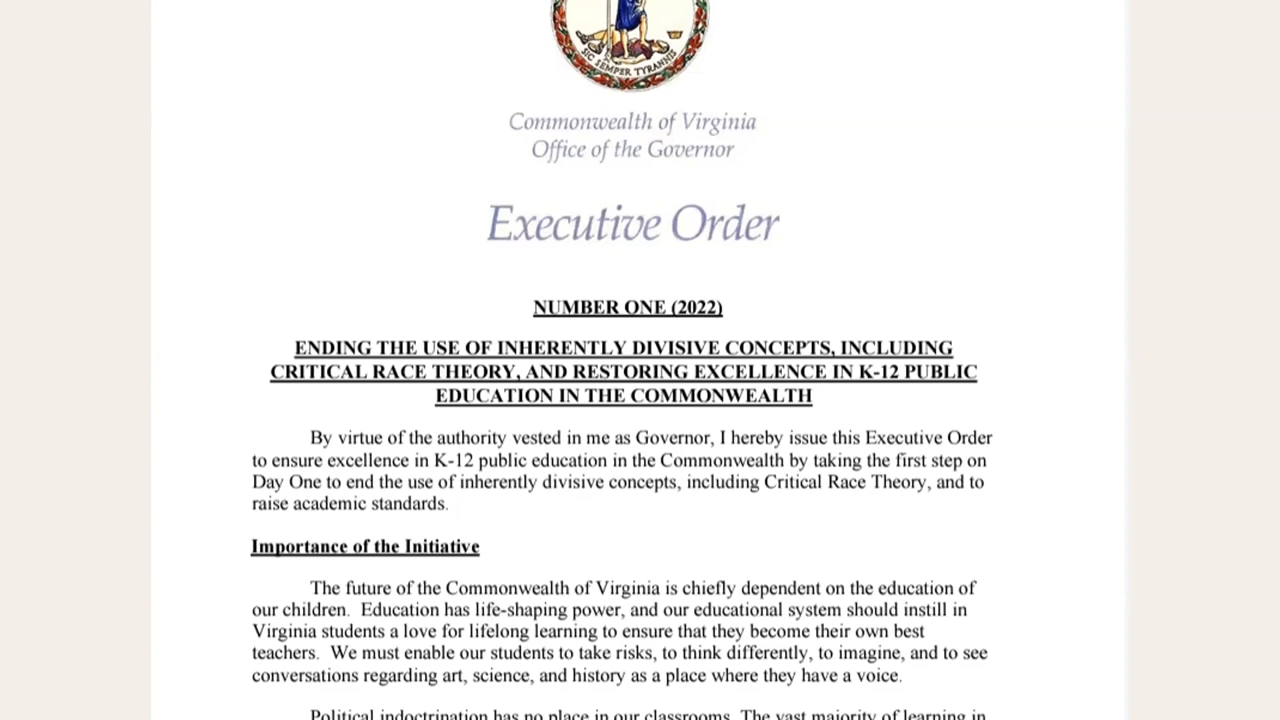 SIC SEMPER TYRANNIS
Commonwealth of Virginia
Office of the Governor
Executive Order
NUMBER ONE (2022)
ENDING THE USE OF INHERENTLY DIVISIVE CONCEPTS, INCLUDING
CRITICAL RACE THEORY, AND RESTORING EXCELLENCE IN K-12 PUBLIC
EDUCATION IN THE COMMONWEALTH
By virtue of the authority vested in me as Governor, I hereby issue this Executive Order
to ensure excellence in K-12 public education in the Commonwealth by taking the first step on
Day One to end the use of inherently divisive concepts, including Critical Race Theory, and to
raise academic standards.
Importance of the Initiative
The future of the Commonwealth of Virginia is chiefly dependent on the education of
our children. Education has life-shaping power, and our educational system should instill in
Virginia students a love for lifelong learning to ensure that they become their own best
teachers. We must enable our students to take risks, to think differently, to imagine, and to see
conversations regarding art, science, and history as a place where they have a voice.
Political indoctrination has no place in our classrooms. The vast majority of learning in